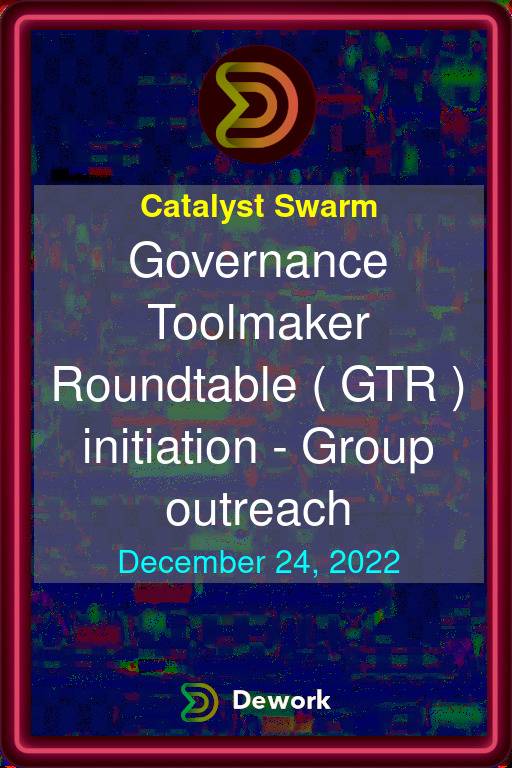 Catalyst Swarm
Governance
Toolmaker
Roundtable ( GTR )
initiation - Group
outreach
December 24, 2022
Dework